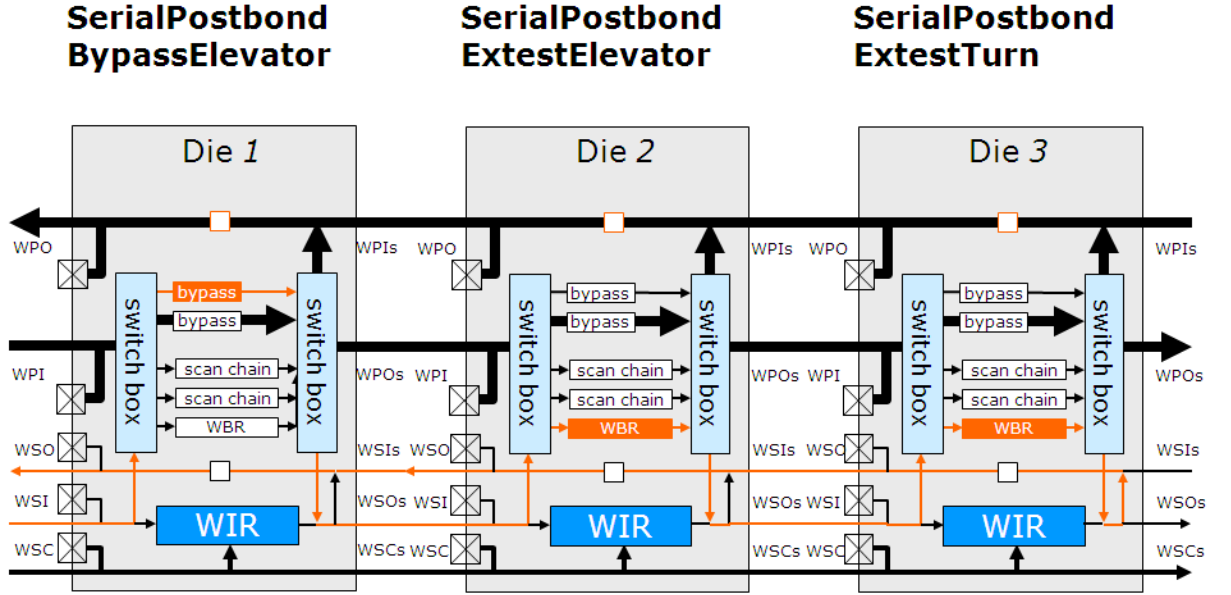 SerialPostbond
BypassElevator
SerialPostbond
ExtestElevator
SerialPostbond
ExtestTurn
Die 1
Die 2
Die 3
WPO
WPIs
WPO
WPIs
WPO
WPIs
switch box
bypass
bypass
scan chain
scan chain
WBR
switch box
switch box
bypass
bypass
scan chain
scan chain
WBR
switch box
switch box
bypass
bypass
scan chain
scan chain
WBR
switch box
WPI
WPOs
WPI
WPOs
WPI
WPOs
WSO
WSIs
WSO
WSIs
WSO
WSIs
WSI
WSOs
WSI
WSOs
WSI
WSOs
WIR
WIR
WIR
WSC
WSCs
WSC
WSCs
WSC
WSCs